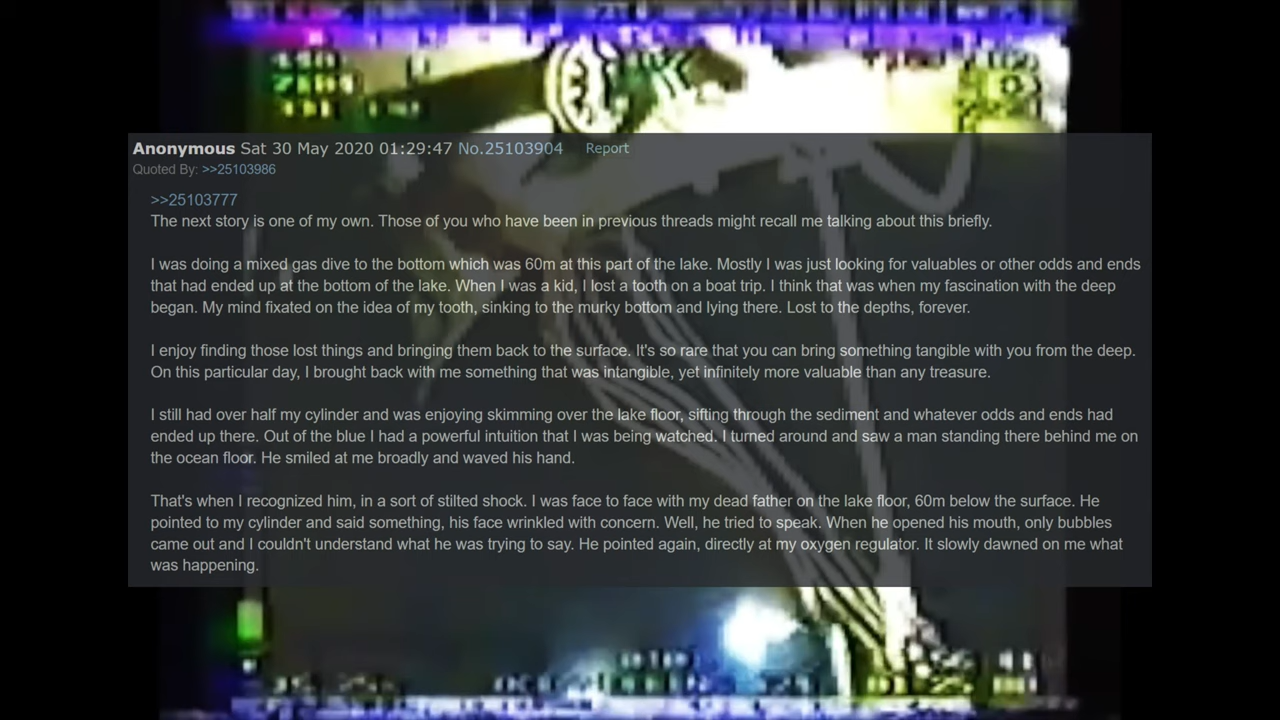 Anonymous Sat 30 May 2020 01:29:47 No.25103904 Report
Quoted By: >>25103986
>>25103777
The next story is one of my own. Those of you who have been in previous threads might recall me talking about this briefly.
I was doing a mixed gas dive to the bottom which was 60m at this part of the lake. Mostly I was just looking for valuables or other odds and ends
that had ended up at the bottom of the lake. When I was a kid, I lost a tooth on a boat trip. I think that was when my fascination with the deep
began. My mind fixated on the idea of my tooth, sinking to the murky bottom and lying there. Lost to the depths, forever.
I enjoy finding those lost things and bringing them back to the surface. It's so rare that you can bring something tangible with you from the deep.
On this particular day, I brought back with me something that was intangible, yet infinitely more valuable than any treasure.
I still had over half my cylinder and was enjoying skimming over the lake floor, sifting through the sediment and whatever odds and ends had
ended up there. Out of the blue I had a powerful intuition that I was being watched. I turned around and saw a man standing there behind me on
the ocean floor. He smiled at me broadly and waved his hand.
That's when I recognized him, in a sort of stilted shock. I was face to face with my dead father on the lake floor, 60m below the surface. He
pointed to my cylinder and said something, his face wrinkled with concern. Well, he tried to speak. When he opened his mouth, only bubbles
came out and I couldn't understand what he was trying to say. He pointed again, directly at my oxygen regulator. It slowly dawned on me what
was happening.